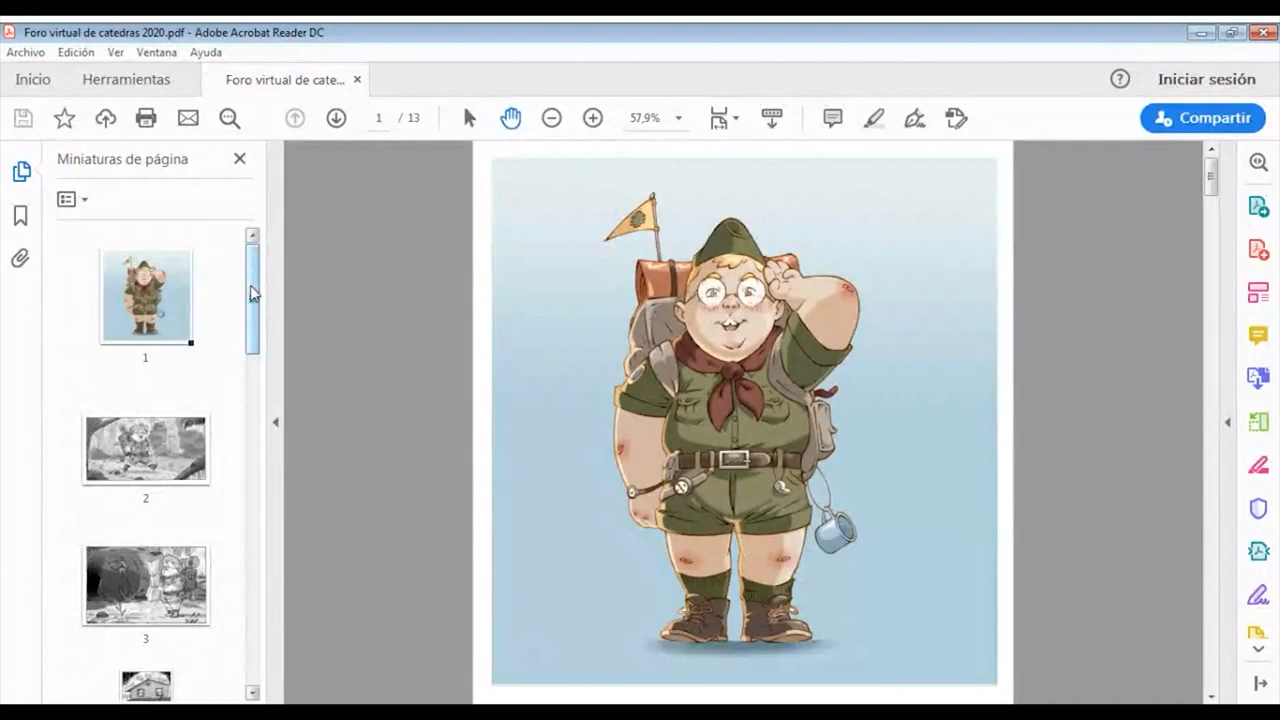 Foro virtual de catedras 2020.pdf - Adobe Acrobat Reader DC
Archivo Edición Ver Ventana Ayuda
Inicio Herramientas Foro virtual de cate... Iniciar sesión
1 / 13 57,9% Compartir
Miniaturas de página
1
2
3